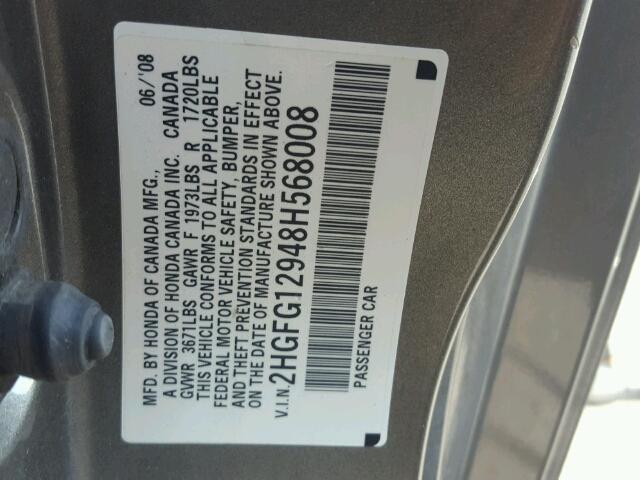 MFD. BY HONDA OF CANADA MFG., 06/'08
A DIVISION OF HONDA CANADA INC. CANADA
GVWR 3671LBS GAWR F 1973LBS R 1720LBS
THIS VEHICLE CONFORMS TO ALL APPLICABLE
FEDERAL MOTOR VEHICLE SAFETY, BUMPER,
AND THEFT PREVENTION STANDARDS IN EFFECT
ON THE DATE OF MANUFACTURE SHOWN ABOVE.
V.I.N. 2HGFG12948H568008
PASSENGER CAR